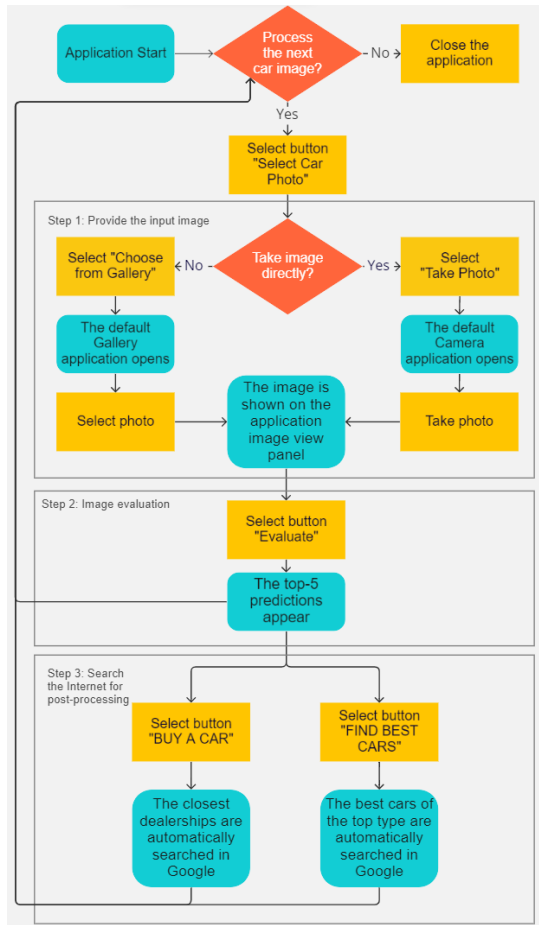 Application Start
Process
the next
car image?
No
Close the
application
Yes
Select button
"Select Car
Photo"
Step 1: Provide the input image
Select "Choose
from Gallery"
No
Take image
directly?
Yes
Select
"Take Photo"
The default
Gallery
application opens
The default
Camera
application opens
Select photo
The image is
shown on the
application
image view
panel
Take photo
Step 2: Image evaluation
Select button
"Evaluate"
The top-5
predictions
appear
Step 3: Search
the Internet for
post-processing
Select button
"BUY A CAR"
Select button
"FIND BEST
CARS"
The closest
dealerships are
automatically
searched in
Google
The best cars of
the top type are
automatically
searched in
Google